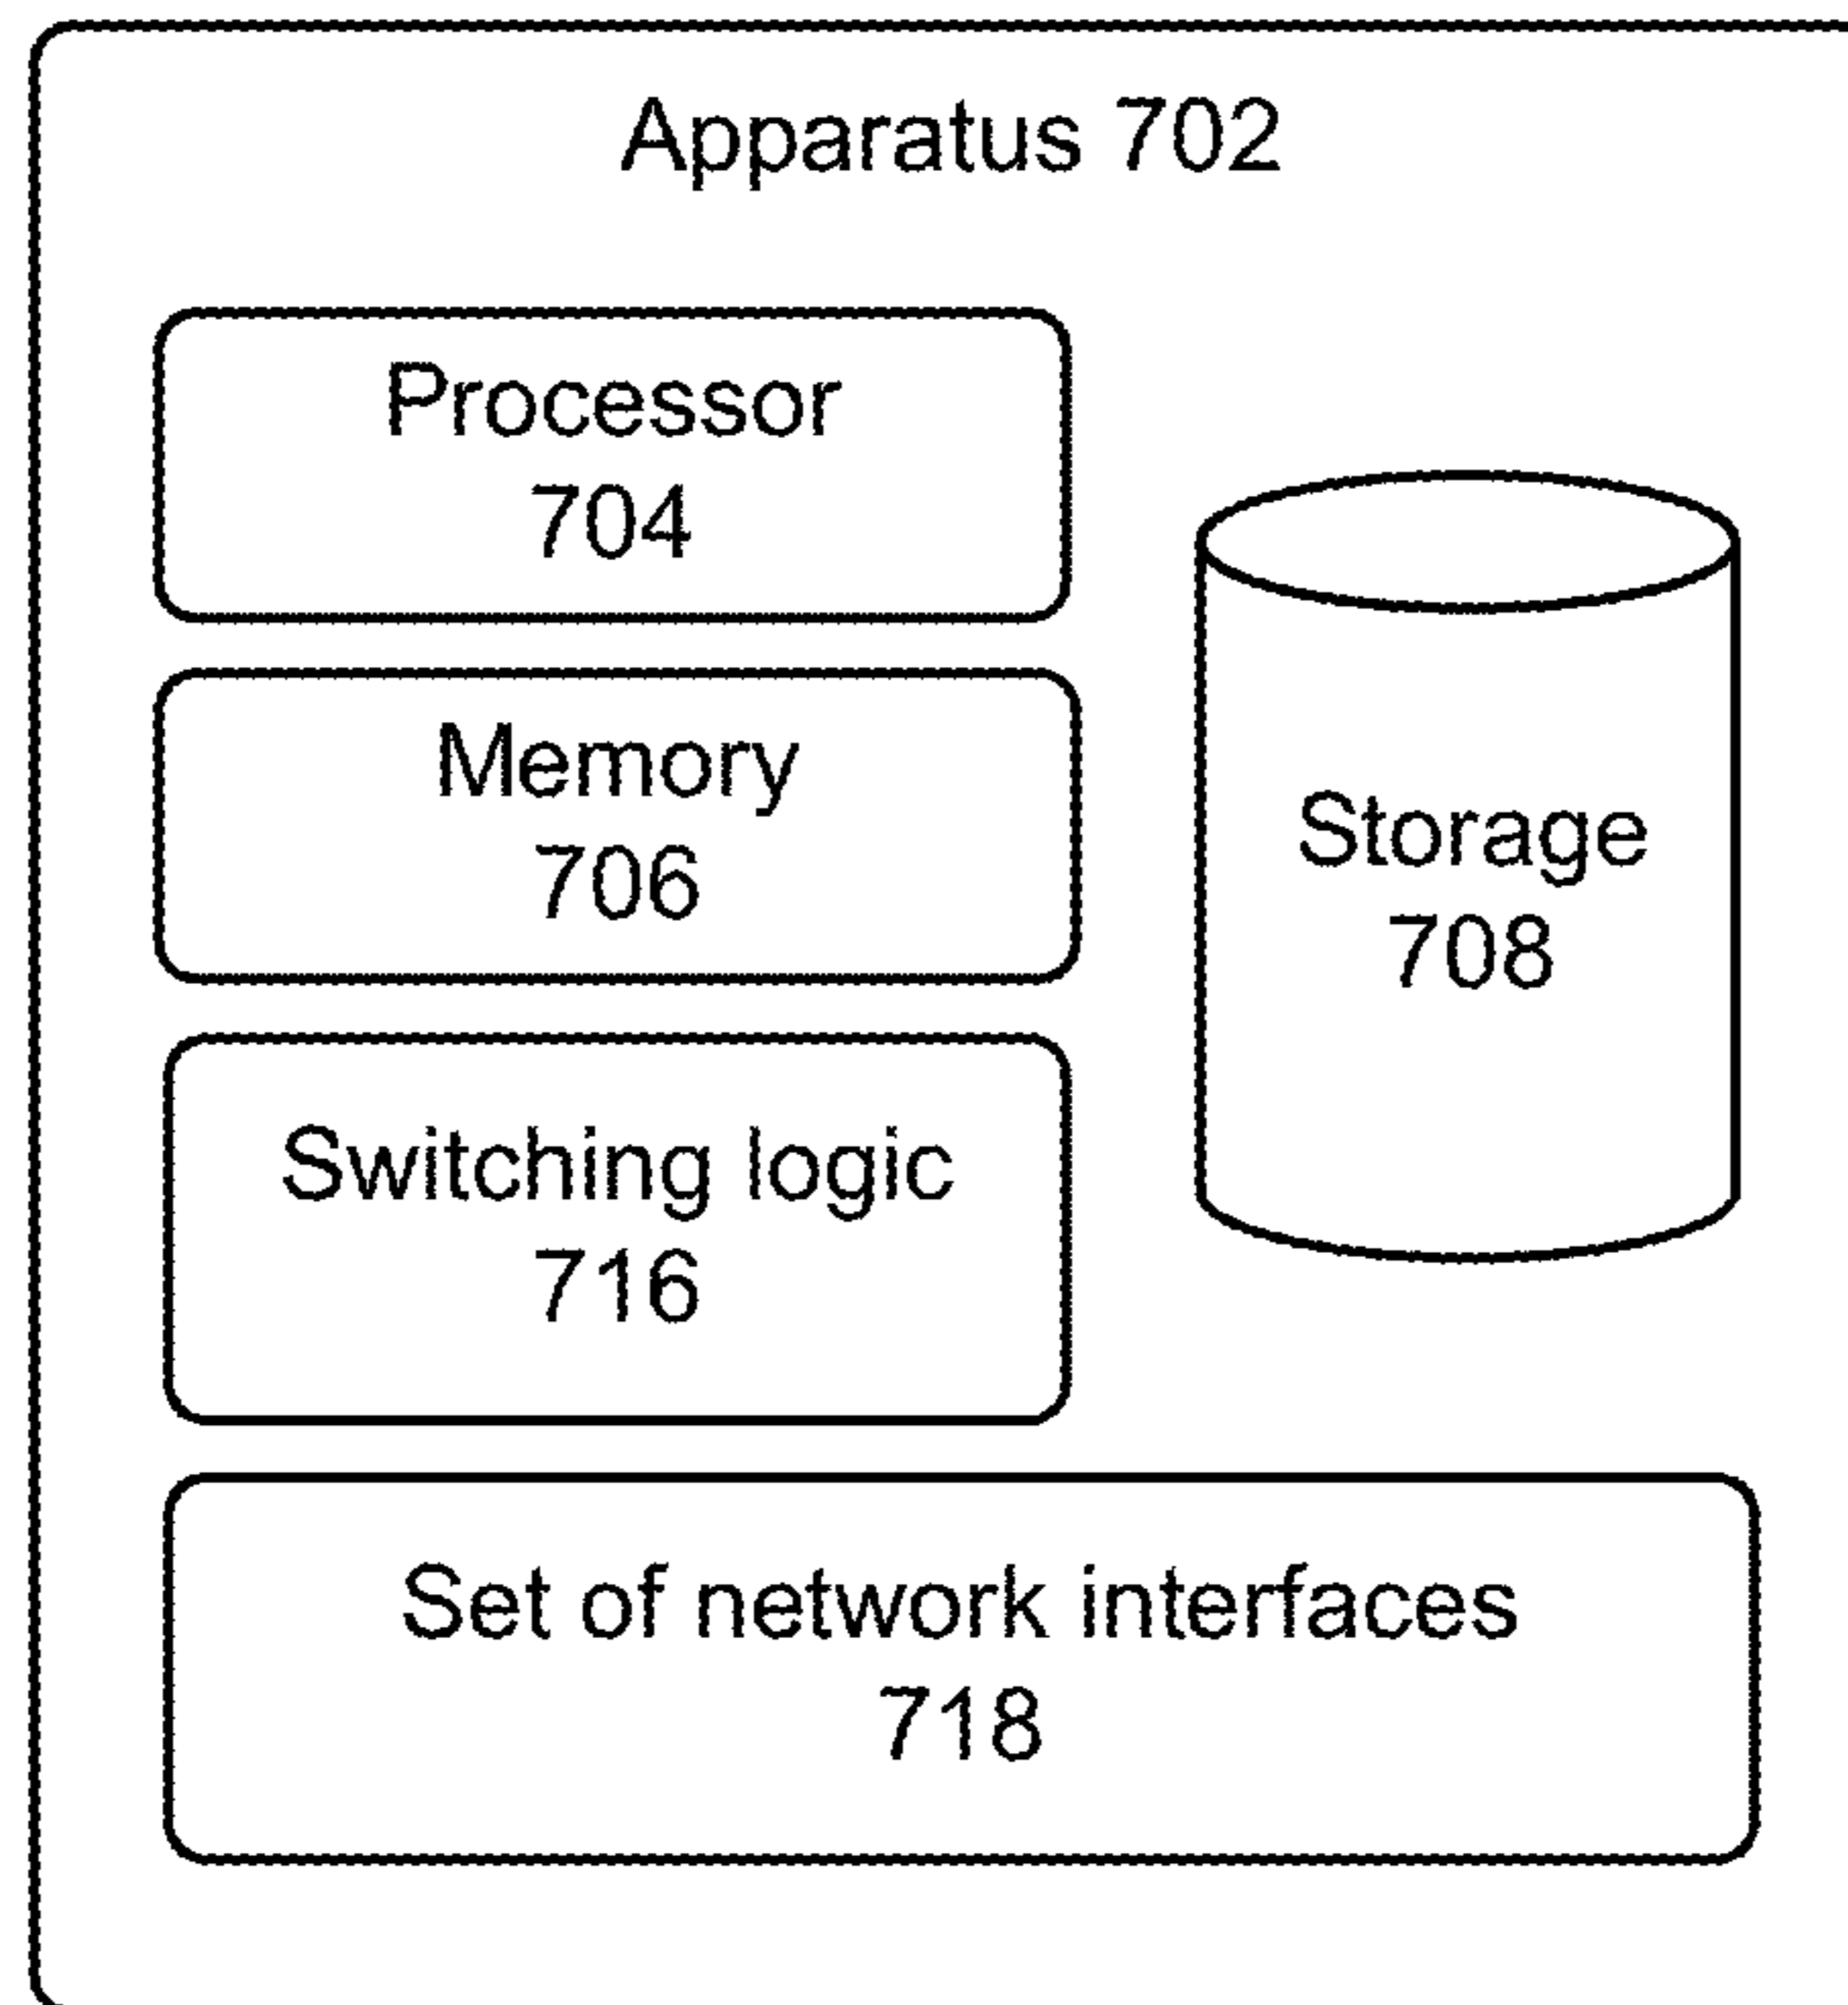 Apparatus 702
Processor
704
Memory
706
Storage
708
Switching logic
716
Set of network interfaces
718